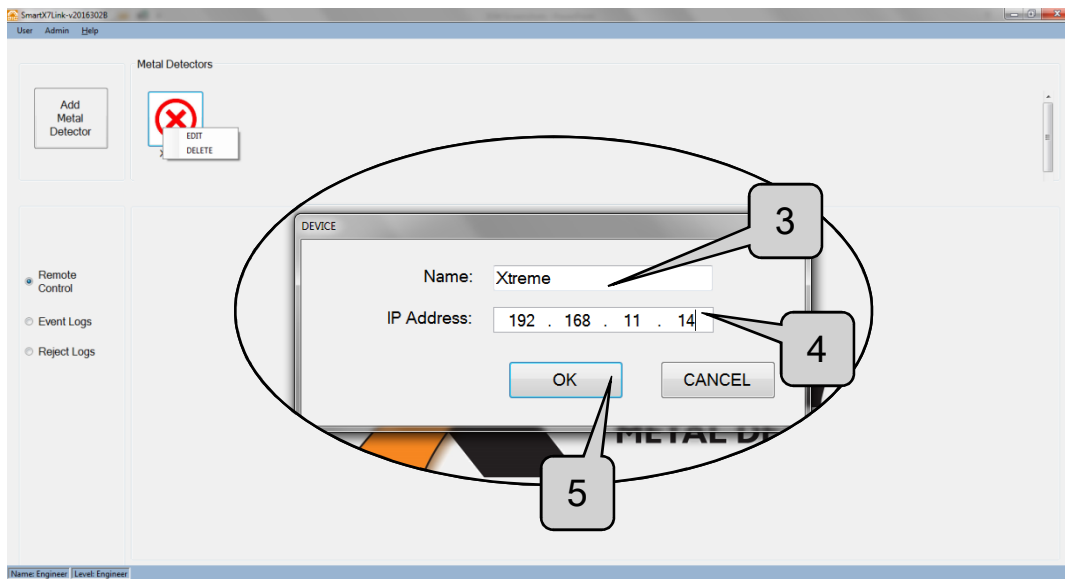 SmartX7Link-v2016302B
User Admin Help
Metal Detectors
Add
Metal
Detector
EDIT
DELETE
DEVICE
3
Name: Xtreme
IP Address: 192 . 168 . 11 . 14
4
OK CANCEL
5
METAL DE
Remote
Control
Event Logs
Reject Logs
Name: Engineer Level: Engineer